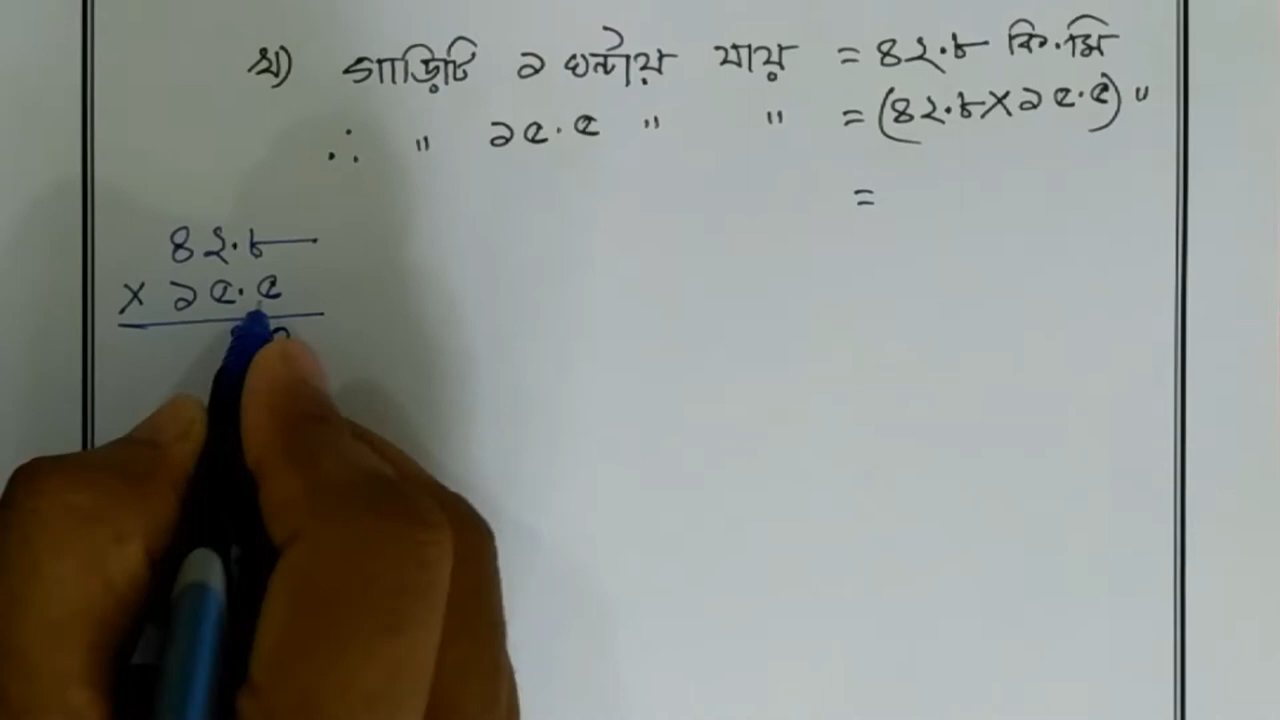 খ) গাড়িটি ১ ঘন্টায় যায় = ৪২.৮ কি.মি
∴ " ১৫.৫ " " = (৪২.৮×১৫.৫) "
=
৪২.৮
× ১৫.৫